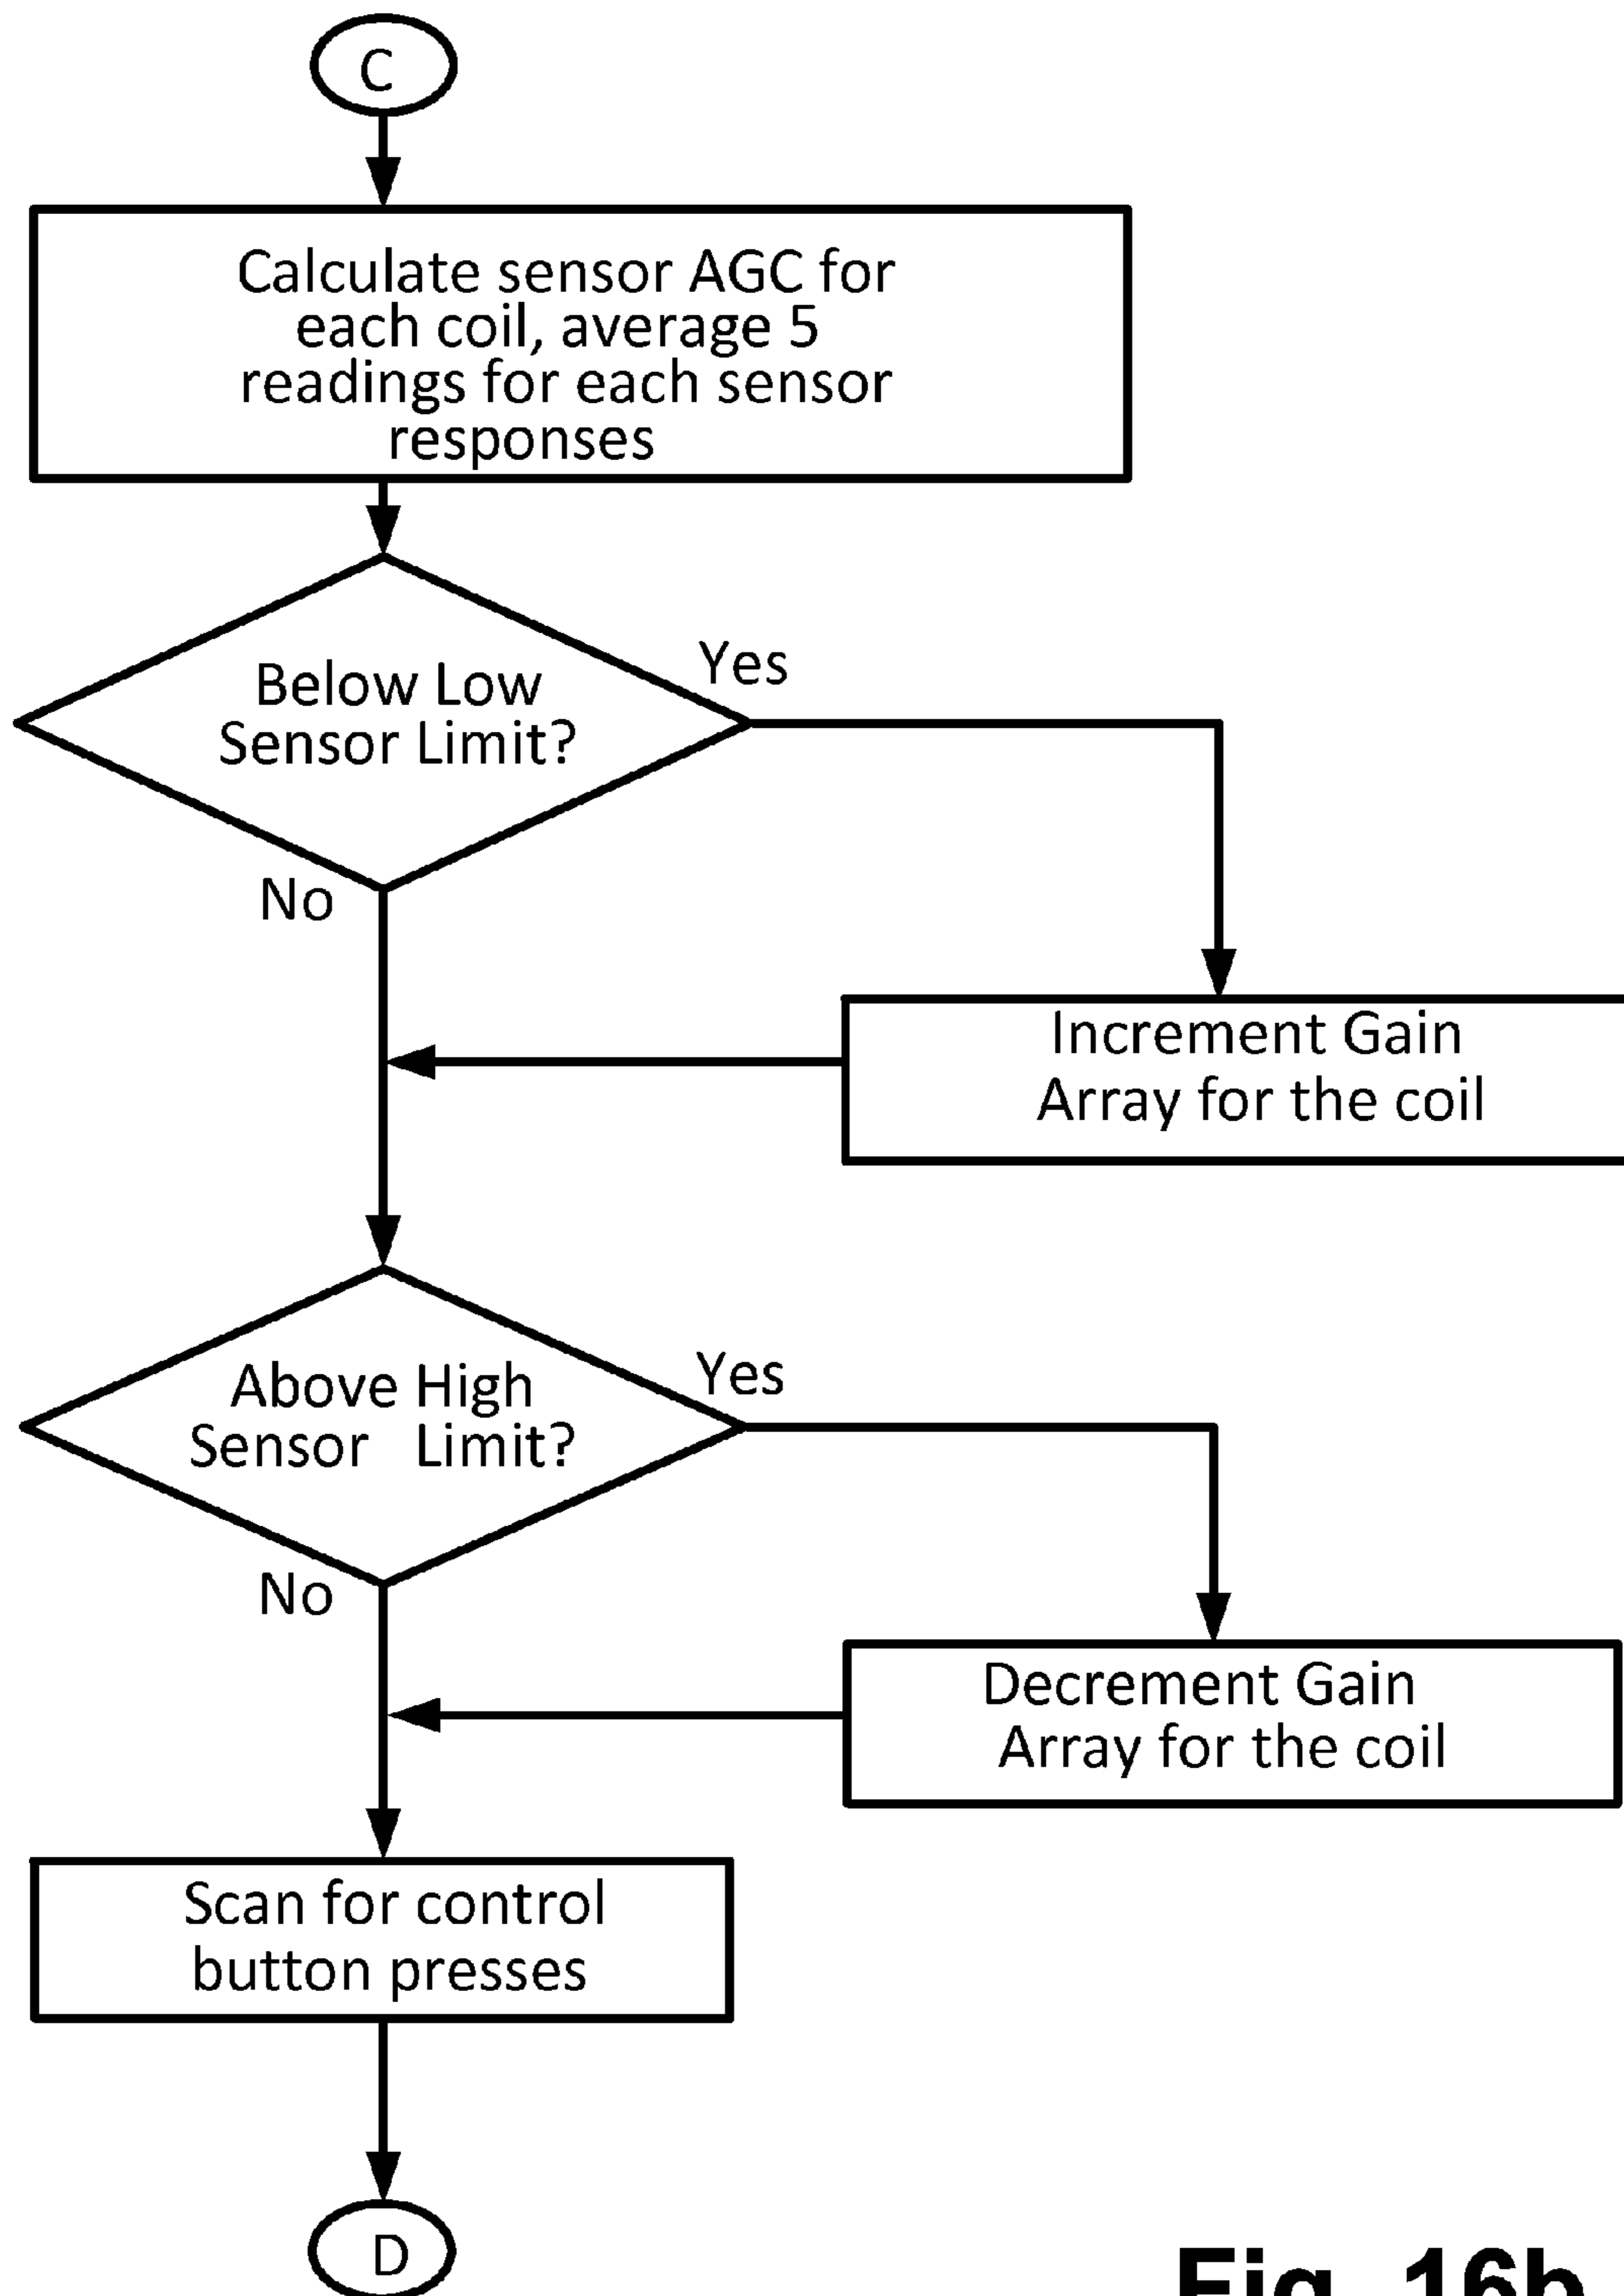 C
Calculate sensor AGC for
each coil, average 5
readings for each sensor
responses
Below Low
Sensor Limit?
Yes
No
Increment Gain
Array for the coil
Above High
Sensor Limit?
Yes
No
Decrement Gain
Array for the coil
Scan for control
button presses
D
Fig. 16b